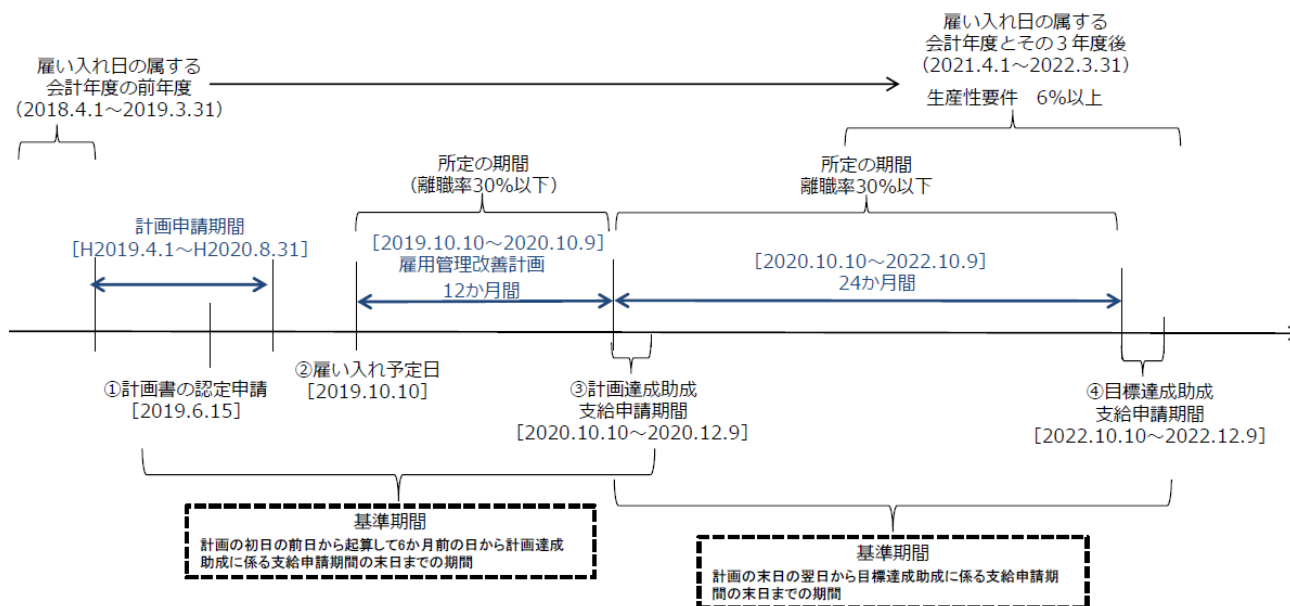 雇い入れ日の属する
会計年度の前年度
（2018.4.1～2019.3.31）
雇い入れ日の属する
会計年度とその３年度後
（2021.4.1～2022.3.31）
生産性要件　6%以上
所定の期間
（離職率30%以下）
所定の期間
離職率30%以下
計画申請期間
［H2019.4.1～H2020.8.31］
［2019.10.10～2020.10.9］
雇用管理改善計画
12か月間
［2020.10.10～2022.10.9］
24か月間
①計画書の認定申請
［2019.6.15］
②雇い入れ予定日
［2019.10.10］
③計画達成助成
支給申請期間
［2020.10.10～2020.12.9］
④目標達成助成
支給申請期間
［2022.10.10～2022.12.9］
基準期間
計画の初日の前日から起算して6か月前の日から計画達成
助成に係る支給申請期間の末日までの期間
基準期間
計画の末日の翌日から目標達成助成に係る支給申請期
間の末日までの期間